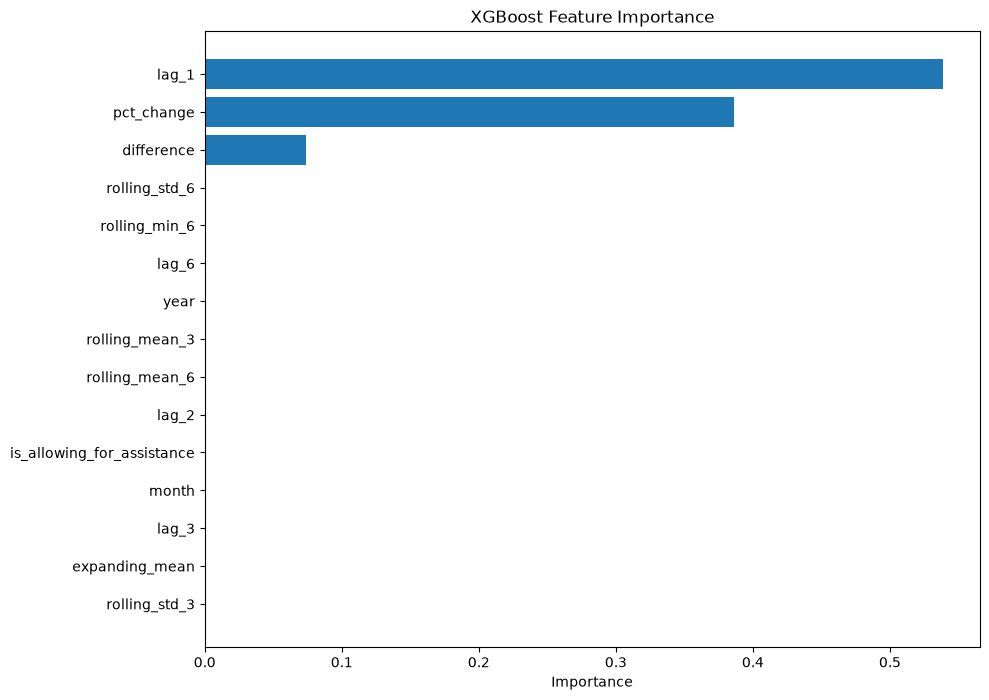 XGBoost Feature Importance
lag_1
pct_change
difference
rolling_std_6
rolling_min_6
lag_6
year
rolling_mean_3
rolling_mean_6
lag_2
is_allowing_for_assistance
month
lag_3
expanding_mean
rolling_std_3
0.0 0.1 0.2 0.3 0.4 0.5
Importance